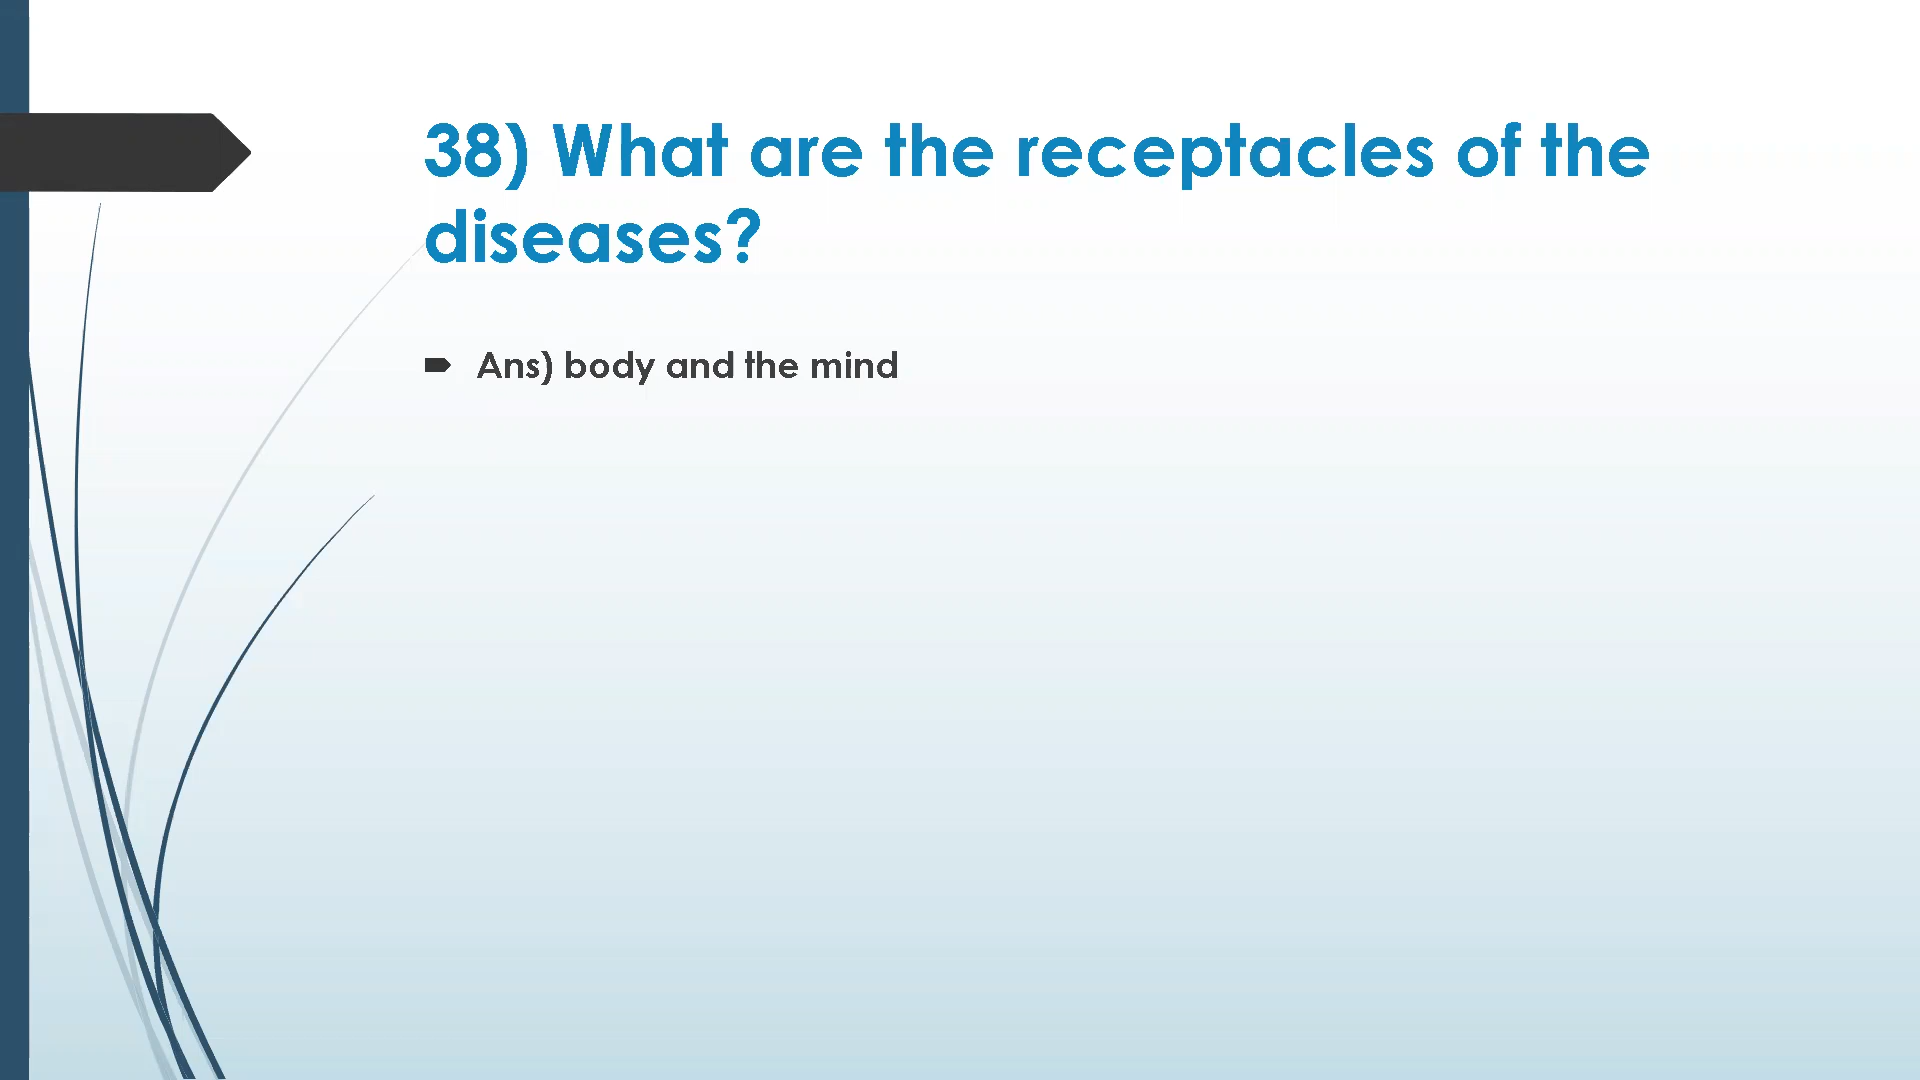 38) What are the receptacles of the
diseases?
Ans) body and the mind